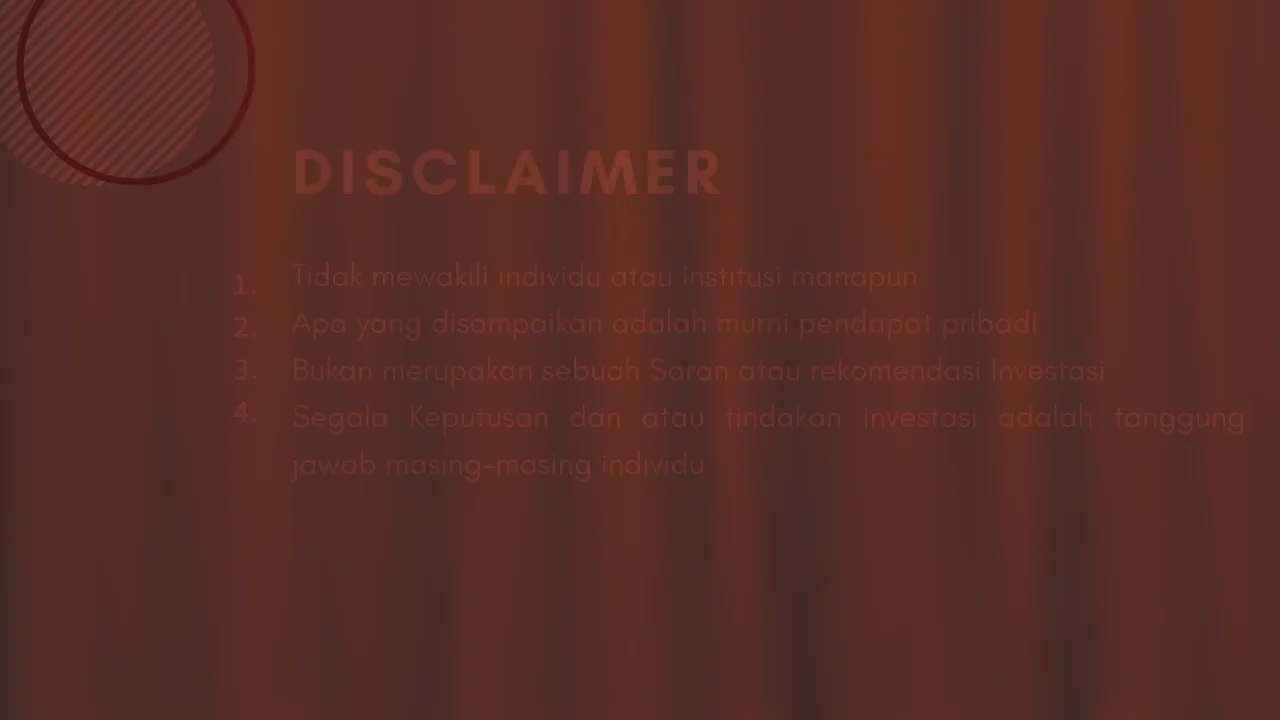 DISCLAIMER
1. Tidak mewakili individu atau institusi manapun
2. Apa yang disampaikan adalah murni pendapat pribadi
3. Bukan merupakan sebuah Saran atau rekomendasi Investasi
4. Segala Keputusan dan atau tindakan investasi adalah tanggung
jawab masing-masing individu